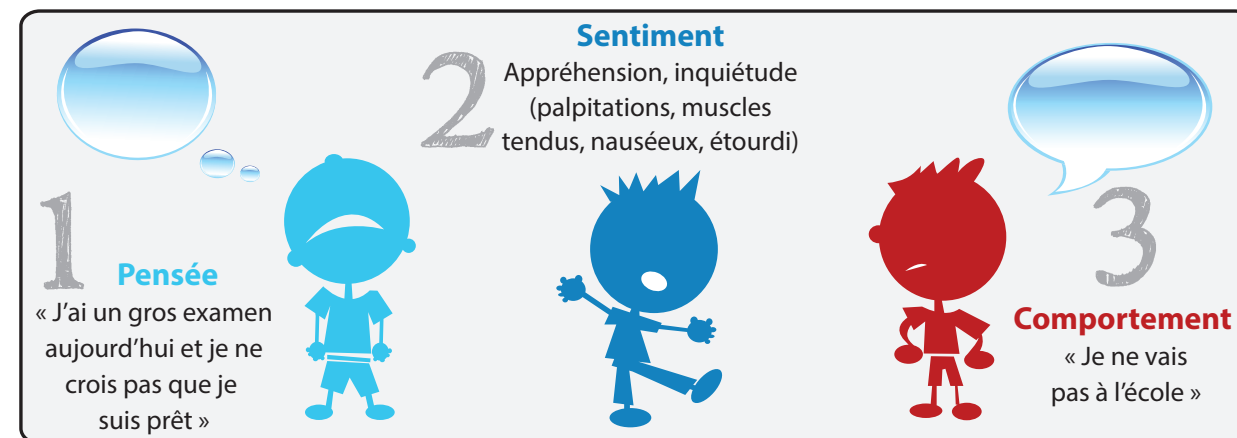 1
Pensée
« J'ai un gros examen
aujourd'hui et je ne
crois pas que je
suis prêt »
2
Sentiment
Appréhension, inquiétude
(palpitations, muscles
tendus, nauséeux, étourdi)
3
Comportement
« Je ne vais
pas à l'école »